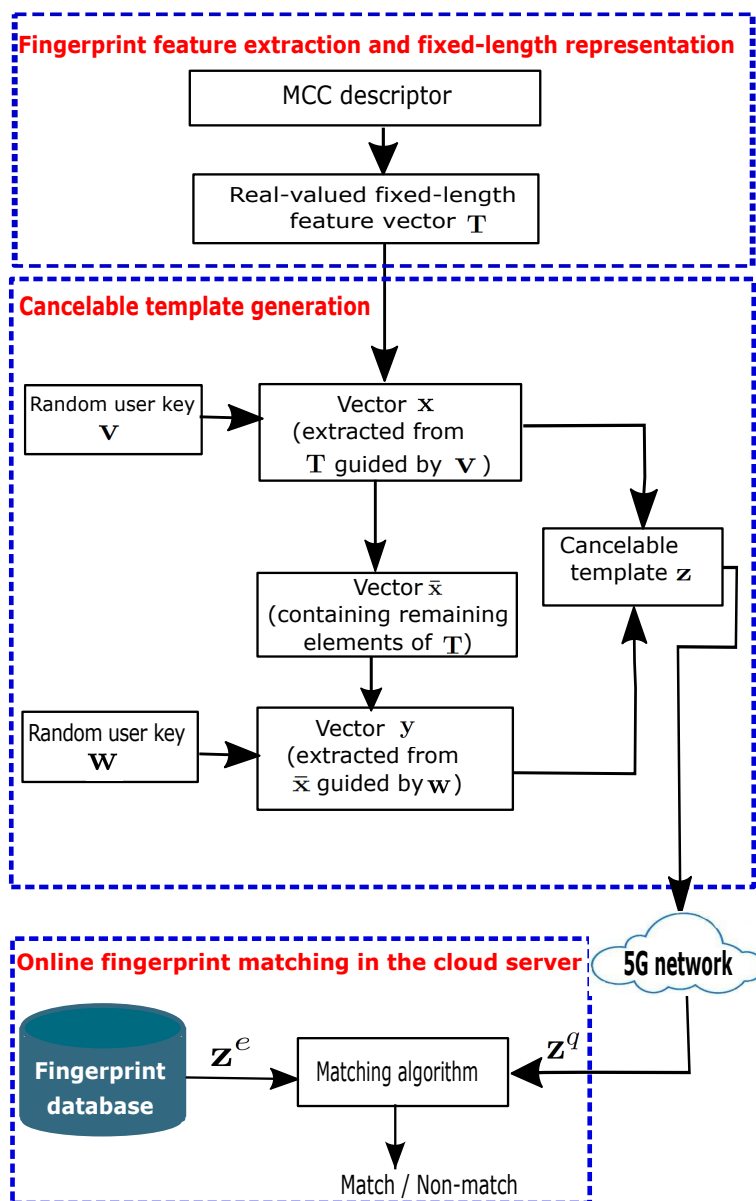 Fingerprint feature extraction and fixed-length representation
MCC descriptor
Real-valued fixed-length
feature vector T
Cancelable template generation
Random user key
v
Vector x
(extracted from
T guided by v)
Cancelable
template z
Vector x̄
(containing remaining
elements of T)
Random user key
w
Vector y
(extracted from
x̄ guided by w)
5G network
Online fingerprint matching in the cloud server
Fingerprint
database
z^e
Matching algorithm
z^q
Match / Non-match